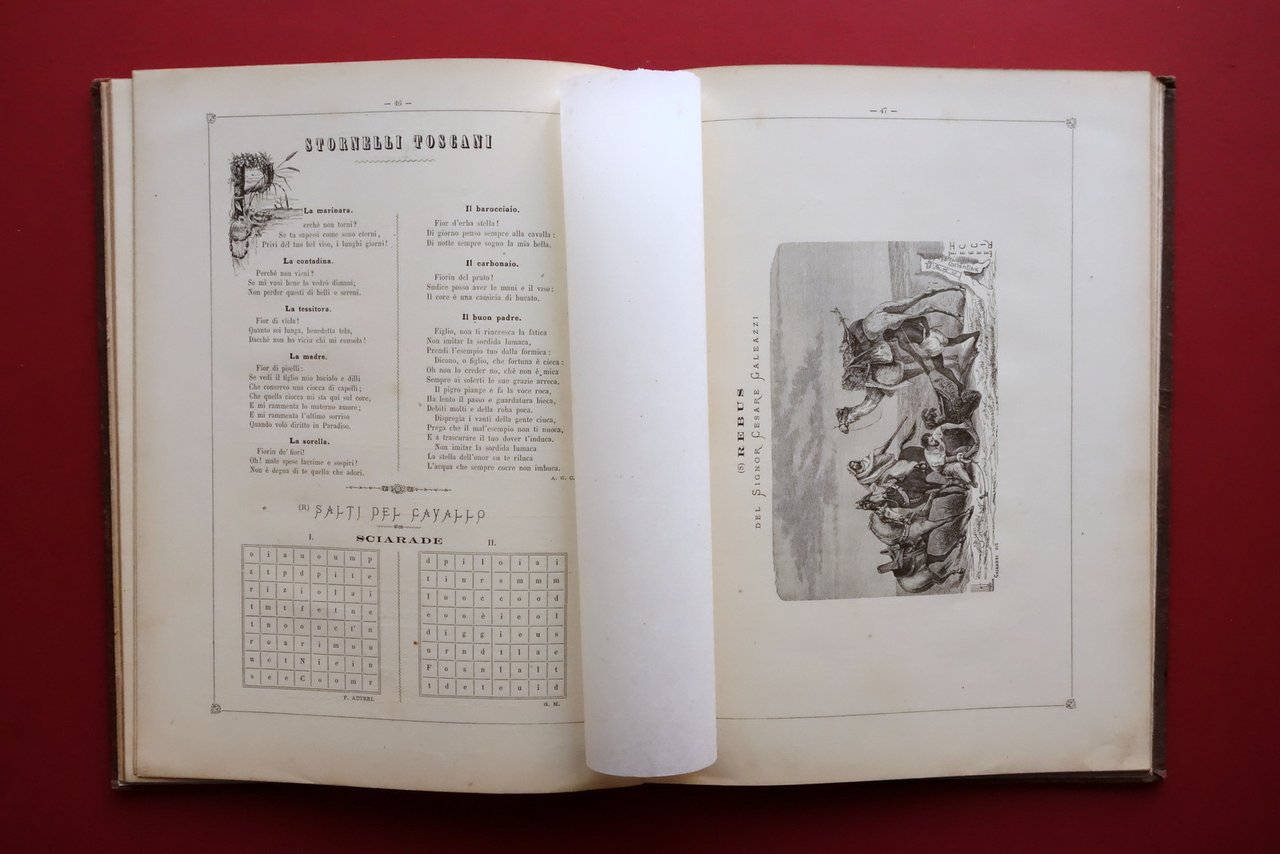 — 46 —
STORNELLI TOSCANI
P
La marinara.
erchè non torni?
Se tu sapessi come sono eterni,
Privi del tuo bel viso, i lunghi giorni!
La contadina.
Perchè non vieni?
Se mi vuoi bene lo vedrò dimani;
Non perder questi dì belli e sereni.
La tessitora.
Fior di viola!
Quanto sei lunga, benedetta tela,
Dacchè non ho vicin chi mi consola!
La madre.
Fior di piselli:
Se vedi il figlio mio bacialo e dilli
Che conservo una ciocca di capelli;
Che quella ciocca mi sta qui sul core,
E mi rammenta lo materno amore;
E mi rammenta l'ultimo sorriso
Quando volò diritto in Paradiso.
La sorella.
Fiorin de' fiori!
Oh! male spese lacrime e sospiri!
Non è degna di te quella che adori.
Il barocciaio.
Fior d'erba stella!
Di giorno penso sempre alla cavalla:
Di notte sempre sogno la mia bella.
Il carbonaio.
Fiorin del prato!
Sudice posso aver le mani e il viso:
Il core è una camicia di bucato.
Il buon padre.
Figlio, non ti rincresca la fatica
Non imitar la sordida lumaca,
Prendi l'esempio tuo dalla formica:
Dicono, o figlio, che fortuna è cieca:
Oh non lo creder no, chè non è mica
Sempre ai solerti le sue grazie arreca.
Il pigro piange e fa la voce roca,
Ha lento il passo e guardatura bieca,
Debiti molti e della roba poca.
Dispregia i vanti della gente ciuca,
Prega che il mal'esempio non ti nuoca,
E a trascurare il tuo dover t'induca.
Non imitar la sordida lumaca
La stella dell'onor su te riluca
L'acqua che sempre corre non imbuca.
A. G. C.
(R) SALTI DEL CAVALLO
SCIARADE
I.
o i a u o u m p
z t p d p i t e
r i z i o l a i
t m t f e t n e
t n o o n e t' n
r o a r i m o o
u e t N i e i n
s e e C o o m r
F. AUTERI.
II.
d p i l o i a i
t i n r s m m m
l o o c c o o d
e o o é i e o l
d i g g i e u s
u r n d t l a e
F o s n l a l t
t d e t e u i d
G. M.
— 47 —
(S) REBUS
DEL SIGNOR CESARE GALEAZZI